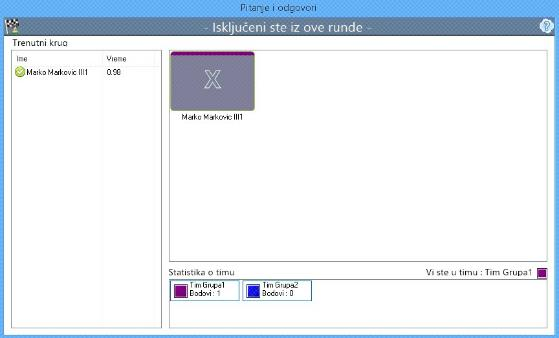 Pitanje i odgovori
- Isključeni ste iz ove runde -
Trenutni krug
Ime Vreme
Marko Markovic III1 0.98
X
Marko Markovic III1
Statistika o timu
Vi ste u timu : Tim Grupa1
Tim Grupa1
Bodovi : 1
Tim Grupa2
Bodovi : 0